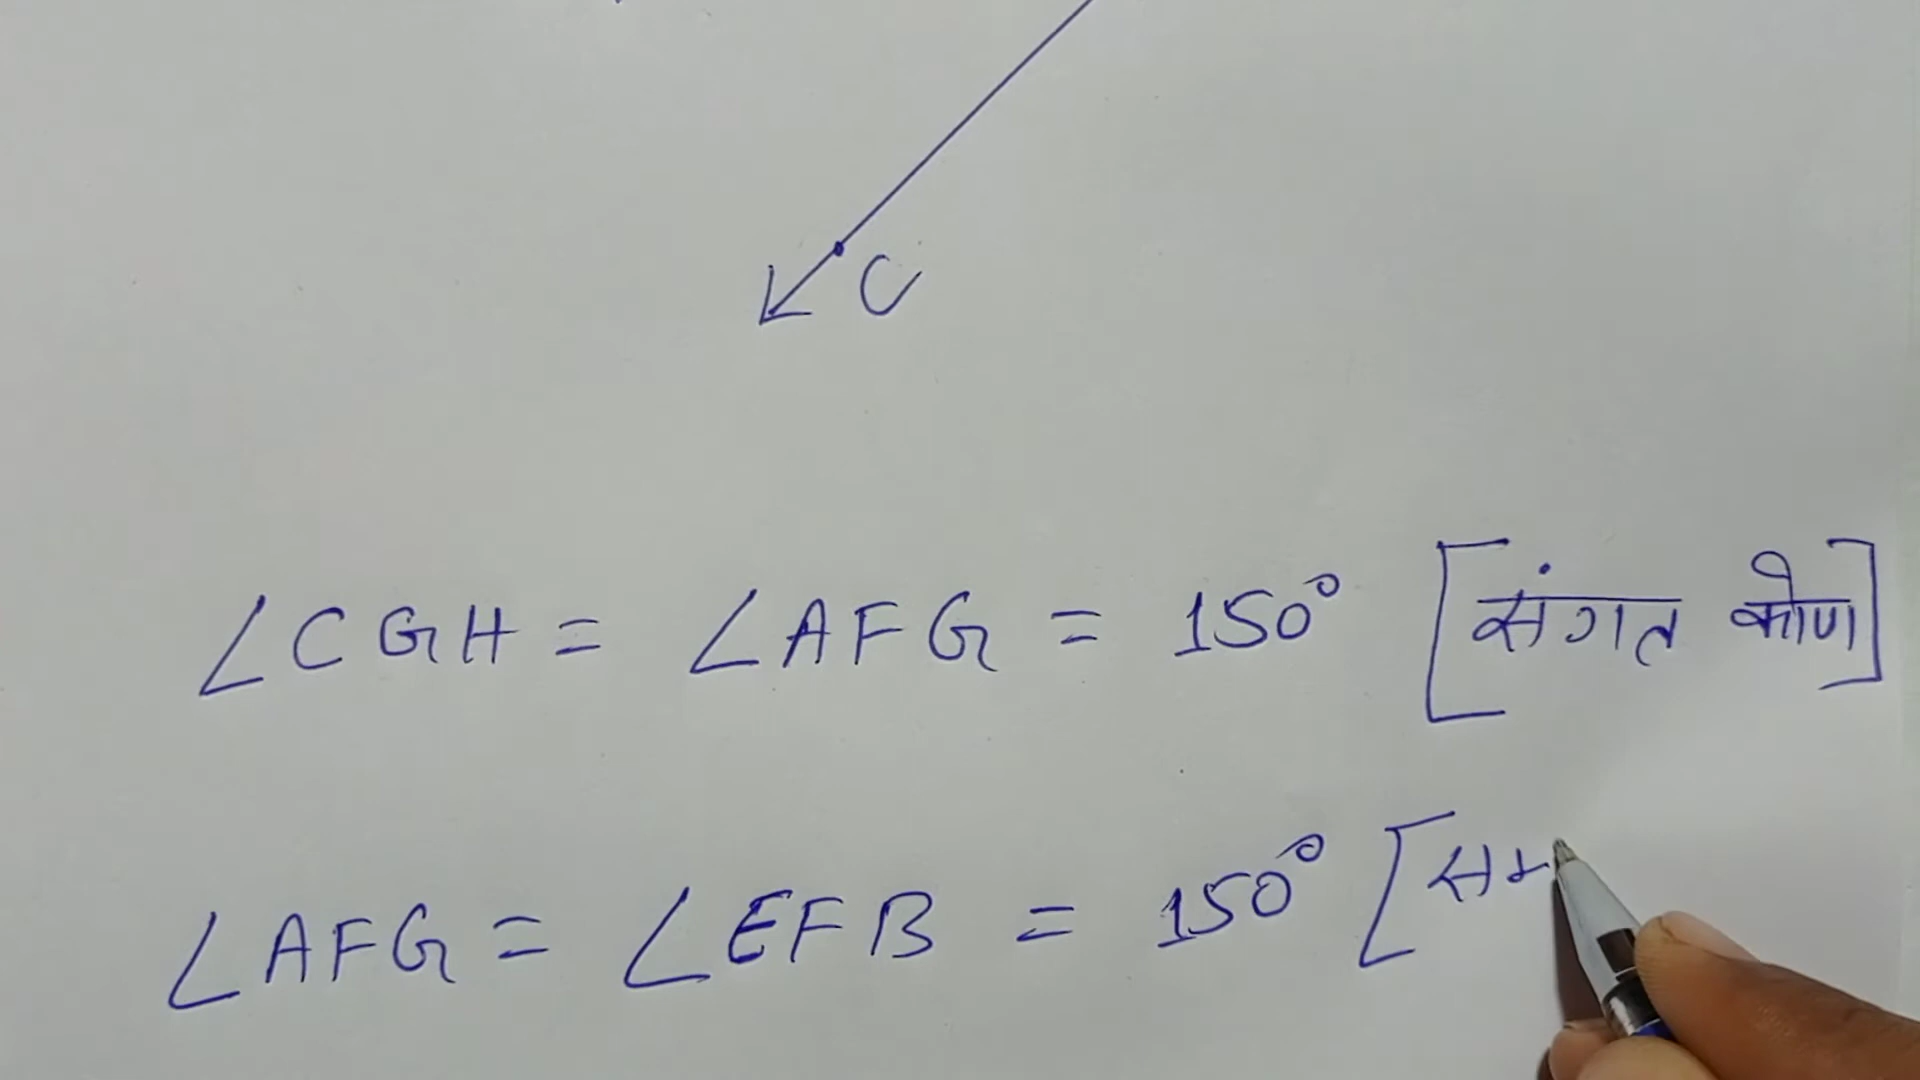 C
∠CGH = ∠AFG = 150° [संगत कोण]
∠AFG = ∠EFB = 150° [